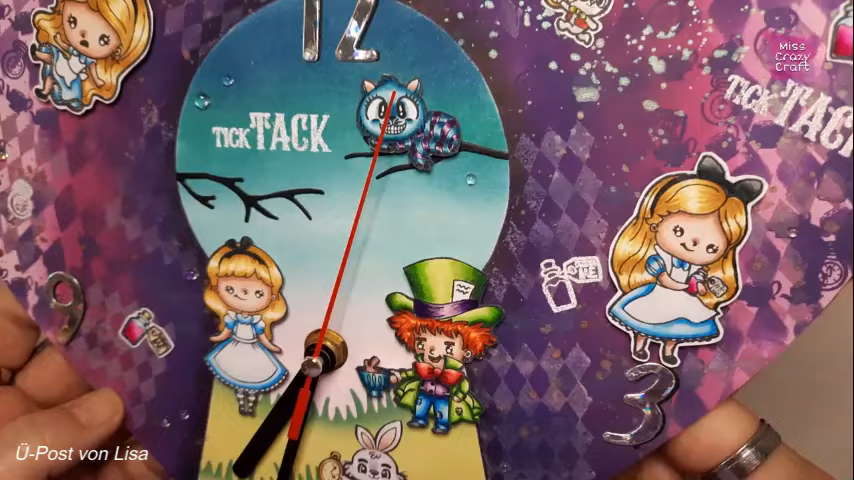 12
Miss
Crazy
Craft
TICK TACK
TICK TACK
9
3
Ü-Post von Lisa